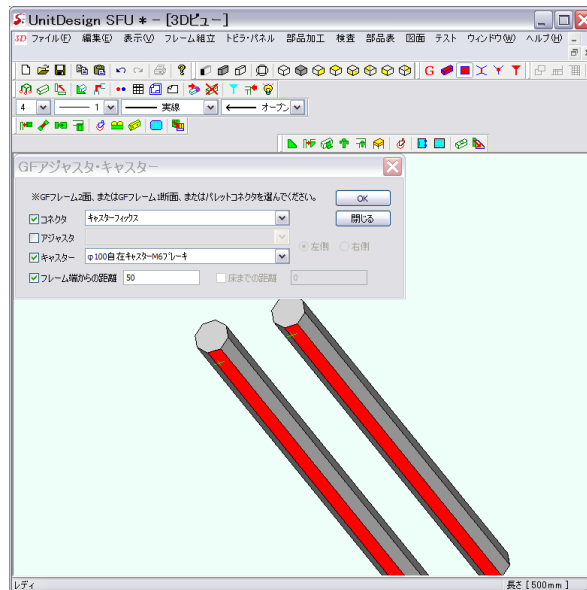 UnitDesign SFU * - [3Dビュー]
3D ファイル(F) 編集(E) 表示(V) フレーム組立 トビラ・パネル 部品加工 検査 部品表 図面 テスト ウィンドウ(W) ヘルプ(H)
G
4 1 実線 オープン
GFアジャスタ・キャスター
※GFフレーム2面、またはGFフレーム1断面、またはパレットコネクタを選んでください。 OK
コネクタ キャスターフィックス 閉じる
アジャスタ
左側 右側
キャスター φ100自在キャスターM6ブレーキ
フレーム端からの距離 50 床までの距離 0
レディ 長さ [500mm]